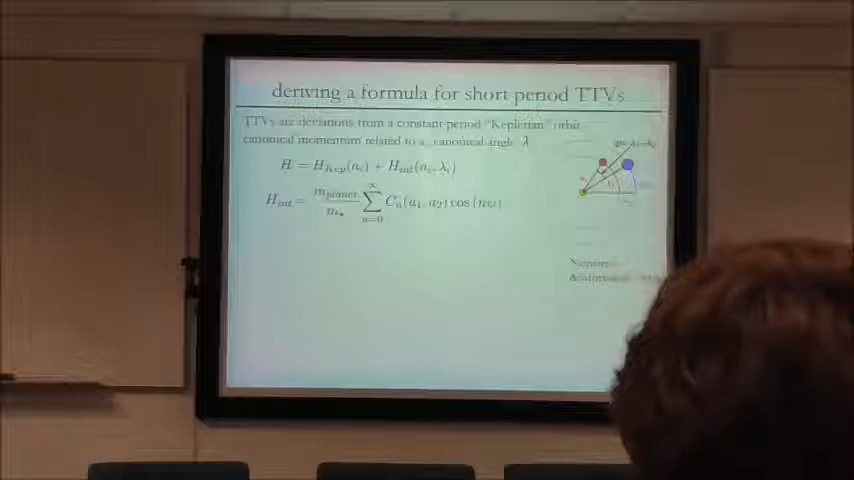 deriving a formula for short period TTVs
TTVs are deviations from a constant period "Keplerian" orbit
canonical momentum related to a, canonical angle λ
H = H_Kep(a_i) + H_int(a_i, λ_i)
H_int = m_planet / m_* ∑_{n=0}^{∞} C_n(a_1, a_2) cos (nψ)